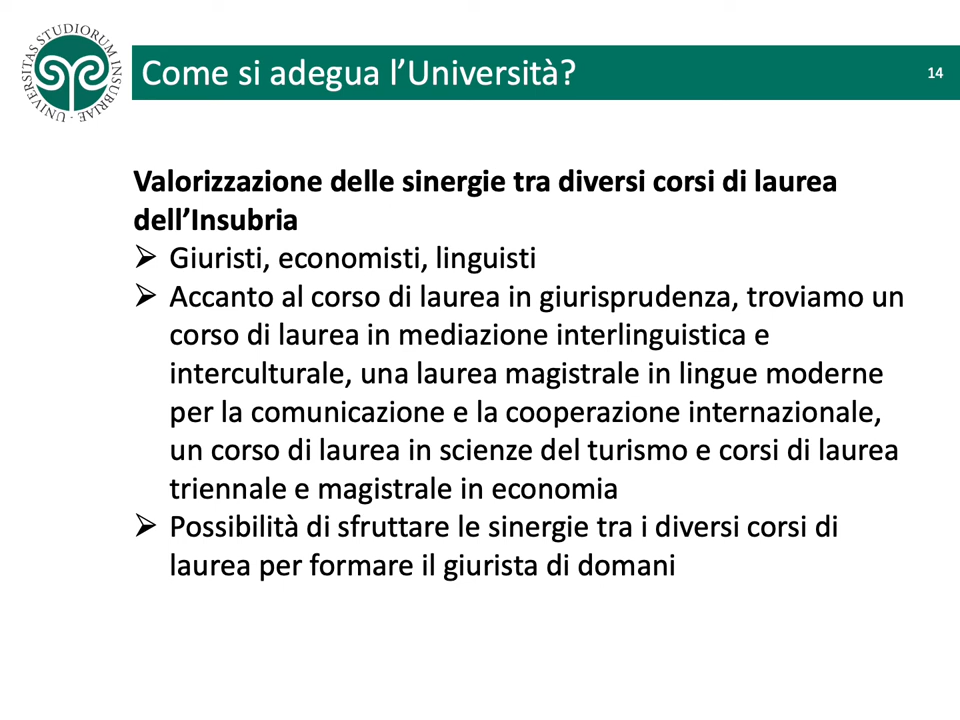 UNIVERSITAS STUDIORUM INSUBRIAE
Come si adegua l’Università?
14
Valorizzazione delle sinergie tra diversi corsi di laurea
dell’Insubria
Giuristi, economisti, linguisti
Accanto al corso di laurea in giurisprudenza, troviamo un
corso di laurea in mediazione interlinguistica e
interculturale, una laurea magistrale in lingue moderne
per la comunicazione e la cooperazione internazionale,
un corso di laurea in scienze del turismo e corsi di laurea
triennale e magistrale in economia
Possibilità di sfruttare le sinergie tra i diversi corsi di
laurea per formare il giurista di domani